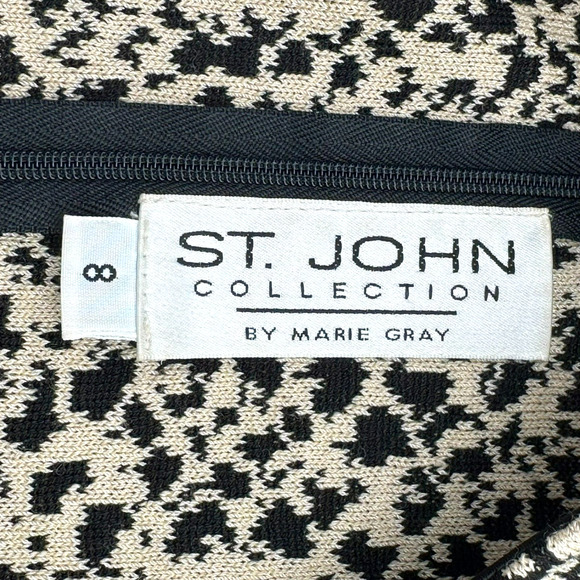 ST. JOHN
COLLECTION
BY MARIE GRAY
8